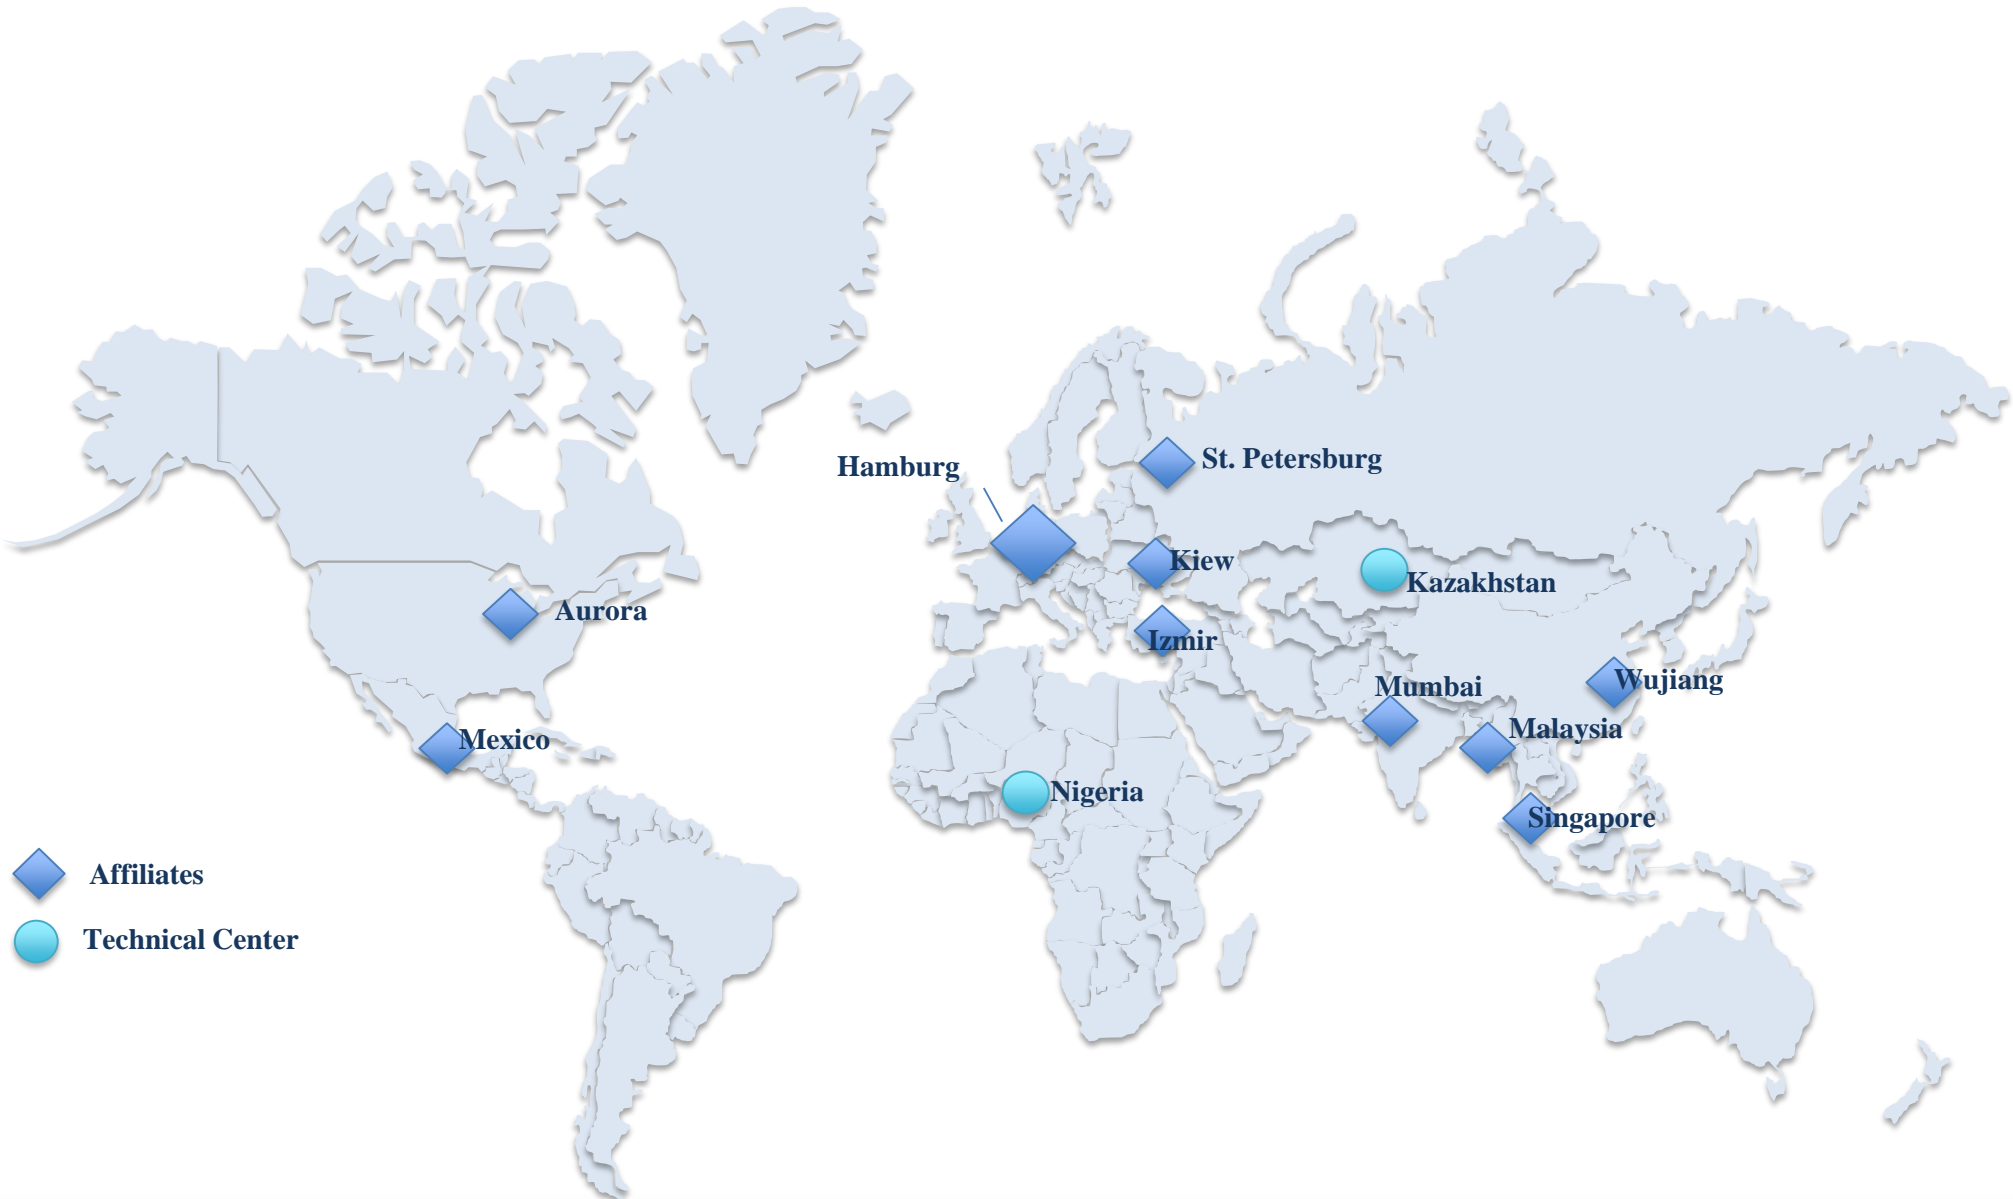 St. Petersburg
Hamburg
Kiew
Kazakhstan
Aurora
Izmir
Wujiang
Mumbai
Malaysia
Mexico
Nigeria
Singapore
Affiliates
Technical Center